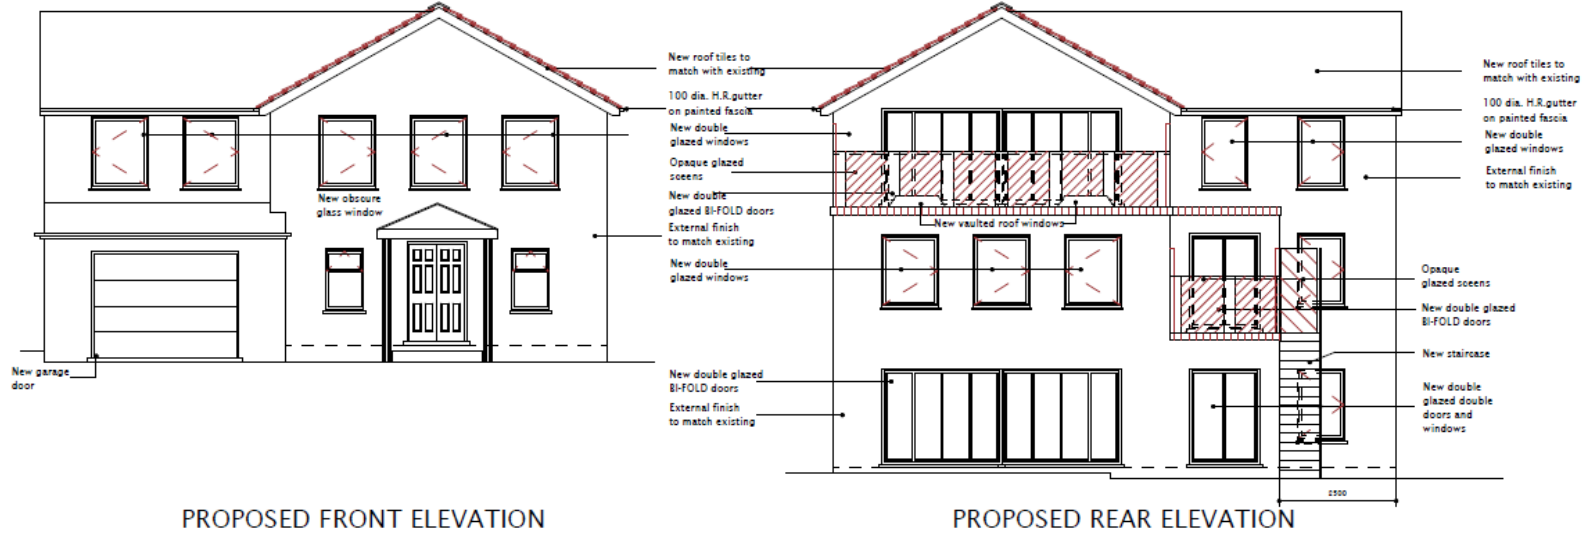 New roof tiles to
match with existing
100 dia. H.R.gutter
on painted fascia
New double
glazed windows
Opaque glazed
sceens
New double
glazed BI-FOLD doors
External finish
to match existing
New double
glazed windows
New obscure
glass window
New garage
door
New double glazed
BI-FOLD doors
External finish
to match existing
New vaulted roof windows
New roof tiles to
match with existing
100 dia. H.R.gutter
on painted fascia
New double
glazed windows
External finish
to match existing
Opaque
glazed sceens
New double glazed
BI-FOLD doors
New staircase
New double
glazed double
doors and
windows
2500
PROPOSED FRONT ELEVATION
PROPOSED REAR ELEVATION